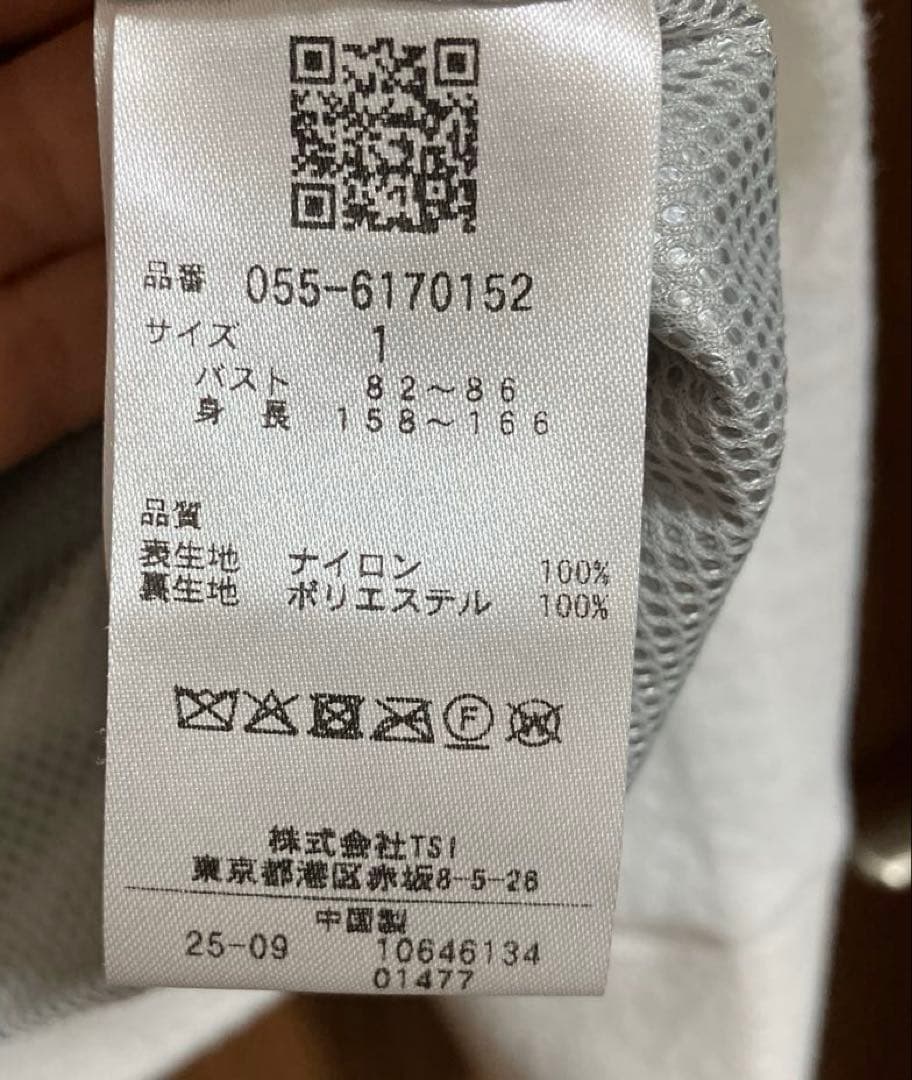 品番 055-6170152
サイズ 1
バスト 82~86
身長 158~166
品質
表生地 ナイロン 100%
裏生地 ポリエステル 100%
F W
株式会社TSI
東京都港区赤坂8-5-26
中国製
25-09 10646134
01477